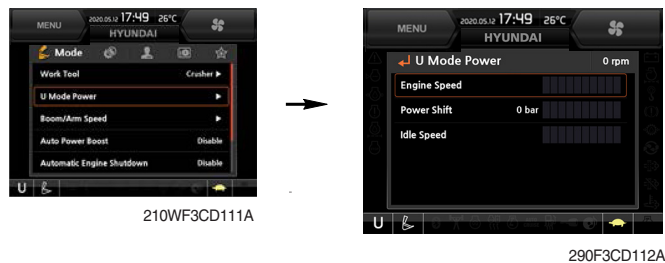 MENU
2020.05.12 17:49 26°C
HYUNDAI
Mode
Work Tool Crusher ▶
U Mode Power ▶
Boom/Arm Speed ▶
Auto Power Boost Disable
Automatic Engine Shutdown Disable
U
210WF3CD111A
MENU
2020.05.12 17:49 26°C
HYUNDAI
U Mode Power 0 rpm
Engine Speed
Power Shift 0 bar
Idle Speed
U
290F3CD112A